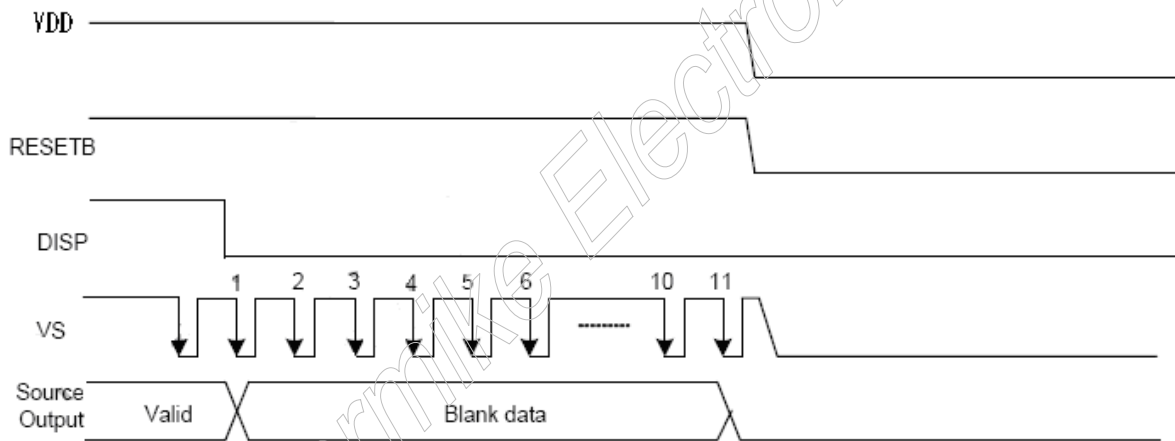 VDD
RESETB
DISP
1 2 3 4 5 6 10 11
VS
Source Output Valid Blank data